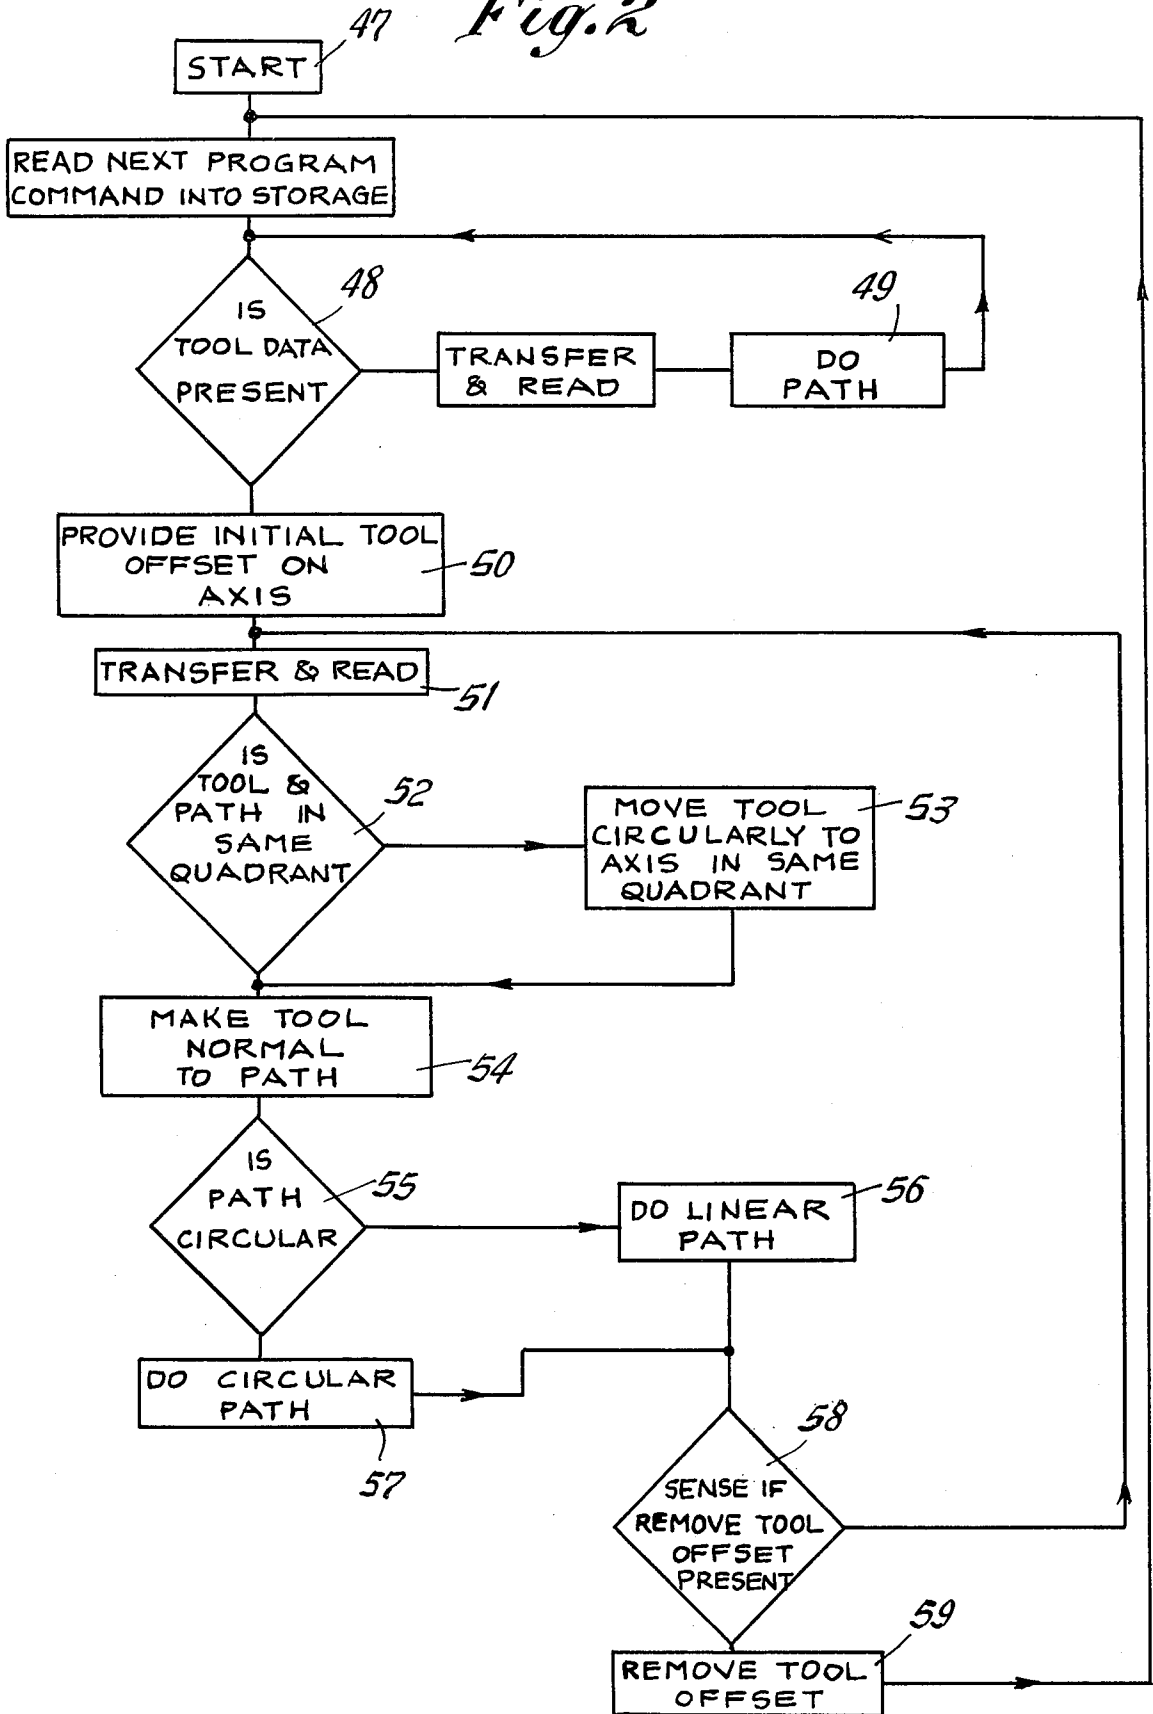 Fig.2
47
START
READ NEXT PROGRAM
COMMAND INTO STORAGE
48
IS
TOOL DATA
PRESENT
TRANSFER
& READ
49
DO
PATH
PROVIDE INITIAL TOOL
OFFSET ON
AXIS
50
TRANSFER & READ
51
IS
TOOL &
PATH IN
SAME
QUADRANT
52
MOVE TOOL
CIRCULARLY TO
AXIS IN SAME
QUADRANT
53
MAKE TOOL
NORMAL
TO PATH
54
IS
PATH
CIRCULAR
55
DO LINEAR
PATH
56
DO CIRCULAR
PATH
57
58
SENSE IF
REMOVE TOOL
OFFSET
PRESENT
59
REMOVE TOOL
OFFSET